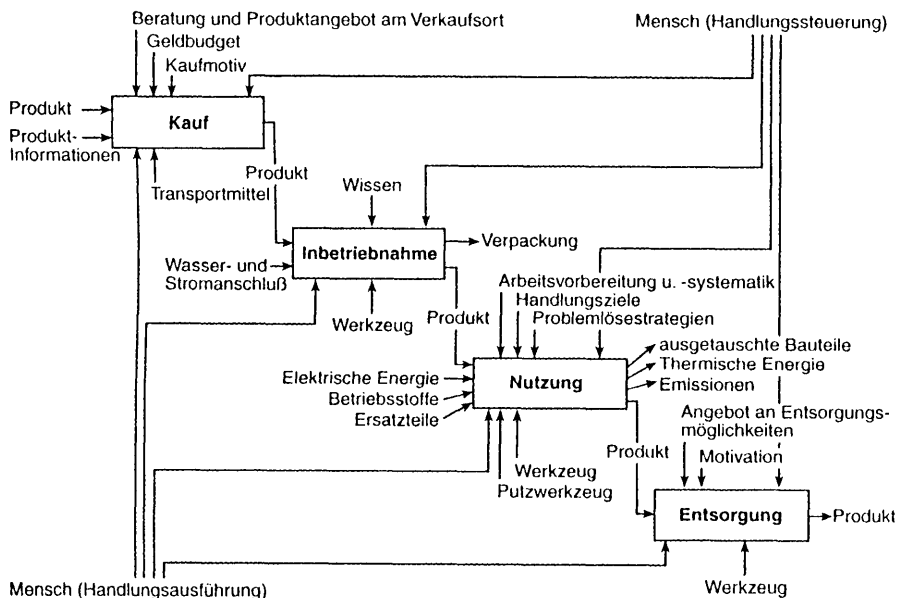 Beratung und Produktangebot am Verkaufsort
Mensch (Handlungssteuerung)
Geldbudget
Kaufmotiv
Produkt
Kauf
Produkt-
Informationen
Produkt
Transportmittel
Wissen
Inbetriebnahme
Verpackung
Wasser- und
Stromanschluß
Werkzeug
Produkt
Arbeitsvorbereitung u. -systematik
Handlungsziele
Problemlösestrategien
ausgetauschte Bauteile
Thermische Energie
Emissionen
Elektrische Energie
Betriebsstoffe
Ersatzteile
Nutzung
Angebot an Entsorgungs-
möglichkeiten
Motivation
Produkt
Werkzeug
Putzwerkzeug
Entsorgung
Produkt
Werkzeug
Mensch (Handlungsausführung)